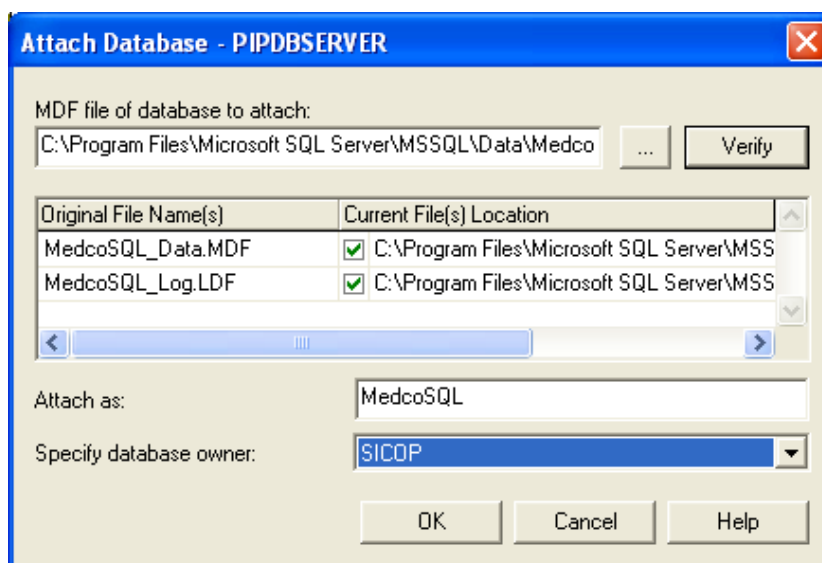 Attach Database - PIPDBSERVER
MDF file of database to attach:
C:\Program Files\Microsoft SQL Server\MSSQL\Data\Medco
... Verify
Original File Name(s) Current File(s) Location
MedcoSQL_Data.MDF C:\Program Files\Microsoft SQL Server\MSS
MedcoSQL_Log.LDF C:\Program Files\Microsoft SQL Server\MSS
Attach as: MedcoSQL
Specify database owner: SICOP
OK Cancel Help